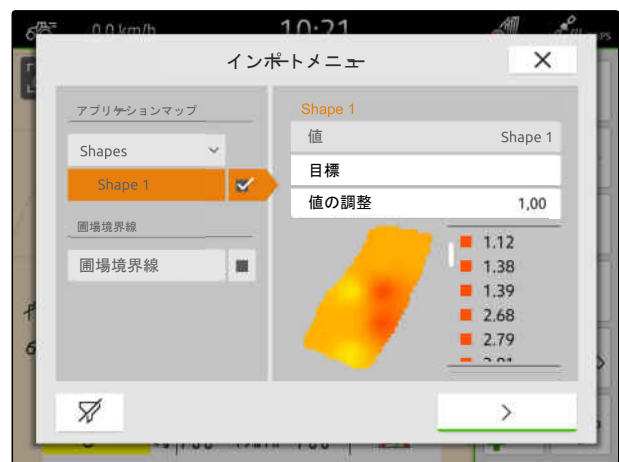 0.0 km/h
10:21
インポートメニュー
アプリケーションマップ
Shapes
Shape 1
圃場境界線
圃場境界線
Shape 1
値
Shape 1
目標
値の調整
1,00
1.12
1.38
1.39
2.68
2.79